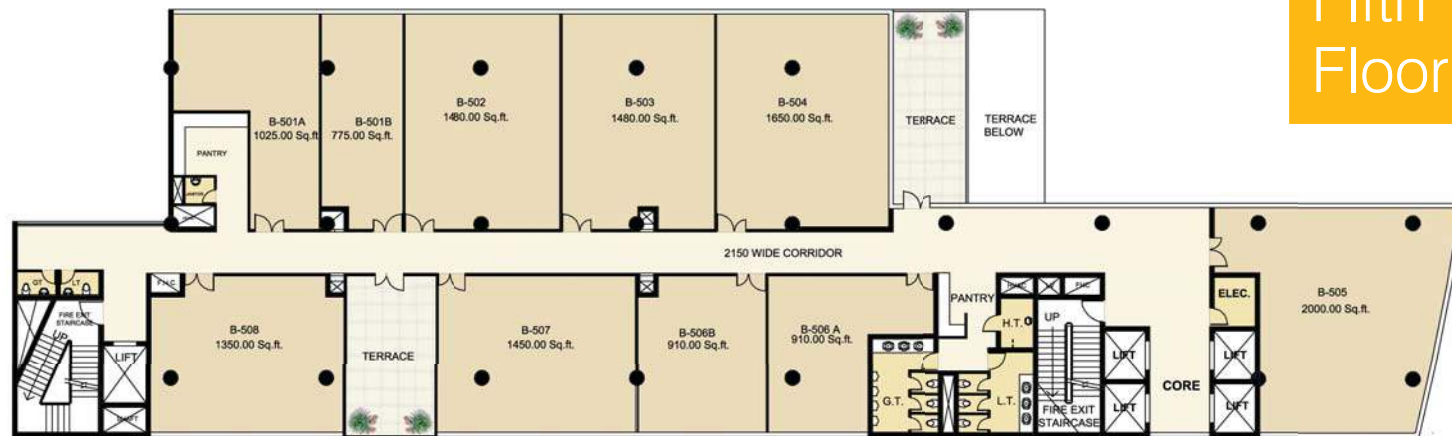 Fifth
Floor
B-501A
1025.00 Sq.ft.
B-501B
775.00 Sq.ft.
B-502
1480.00 Sq.ft.
B-503
1480.00 Sq.ft.
B-504
1650.00 Sq.ft.
TERRACE
TERRACE
BELOW
PANTRY
2150 WIDE CORRIDOR
GT.
LT
F.H.C.
FIRE EXIT
STAIRCASE
UP
LIFT
B-508
1350.00 Sq.ft.
TERRACE
B-507
1450.00 Sq.ft.
B-506B
910.00 Sq.ft.
B-506 A
910.00 Sq.ft.
PANTRY
H.T.
G.T.
L.T.
FHC
UP
FIRE EXIT
STAIRCASE
LIFT
LIFT
CORE
LIFT
LIFT
ELEC.
B-505
2000.00 Sq.ft.